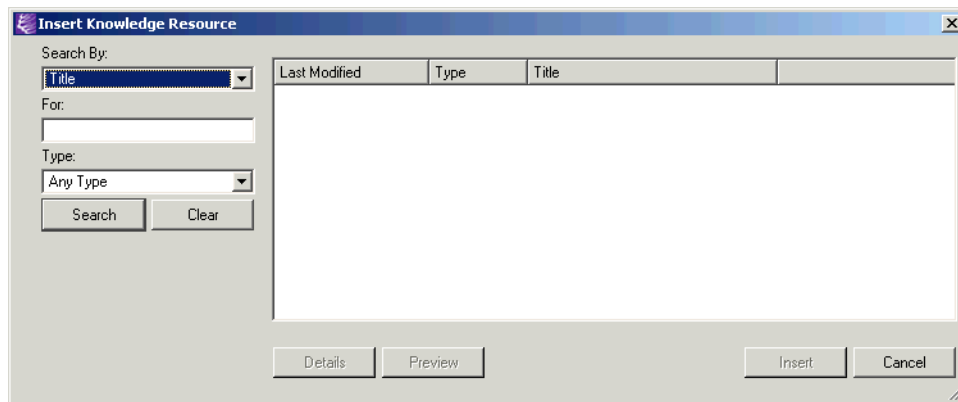 Insert Knowledge Resource
Search By:
Title
For:
Type:
Any Type
Search Clear
Last Modified Type Title
Details Preview Insert Cancel